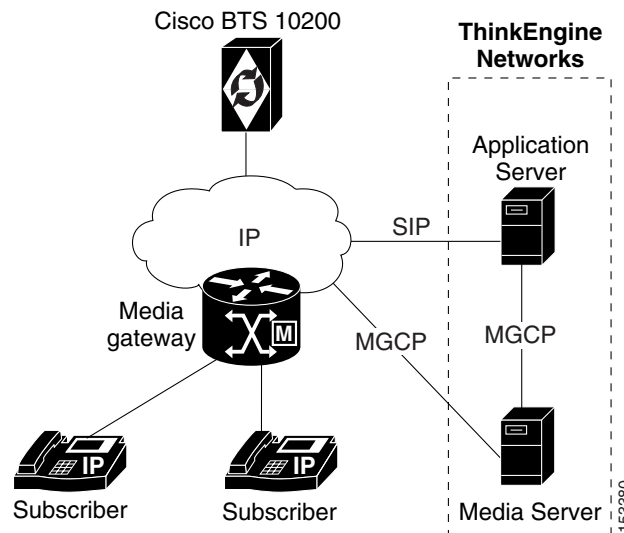 Cisco BTS 10200
ThinkEngine
Networks
Application
Server
IP
SIP
Media
gateway
M
MGCP
MGCP
IP
IP
Subscriber
Subscriber
Media Server
153280